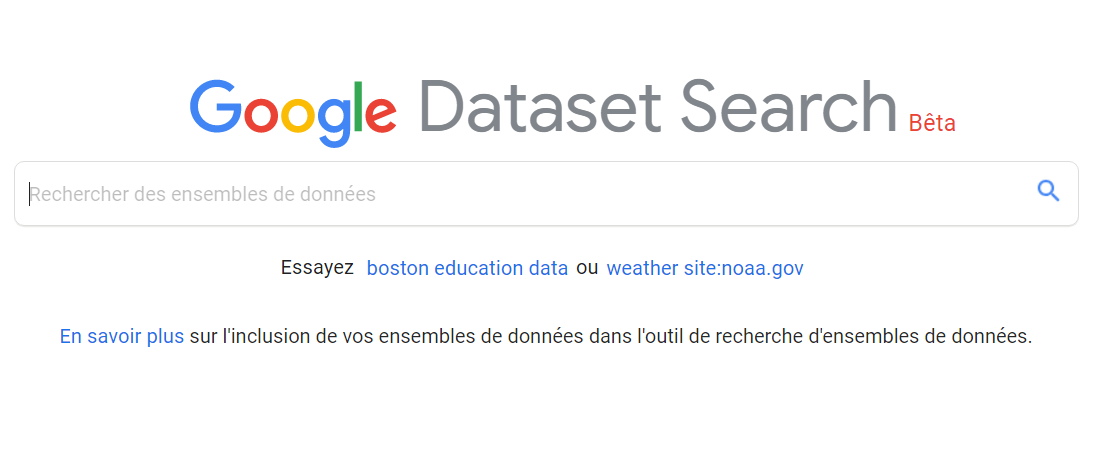 Google Dataset Search Bêta
Rechercher des ensembles de données
Essayez boston education data ou weather site:noaa.gov
En savoir plus sur l'inclusion de vos ensembles de données dans l'outil de recherche d'ensembles de données.